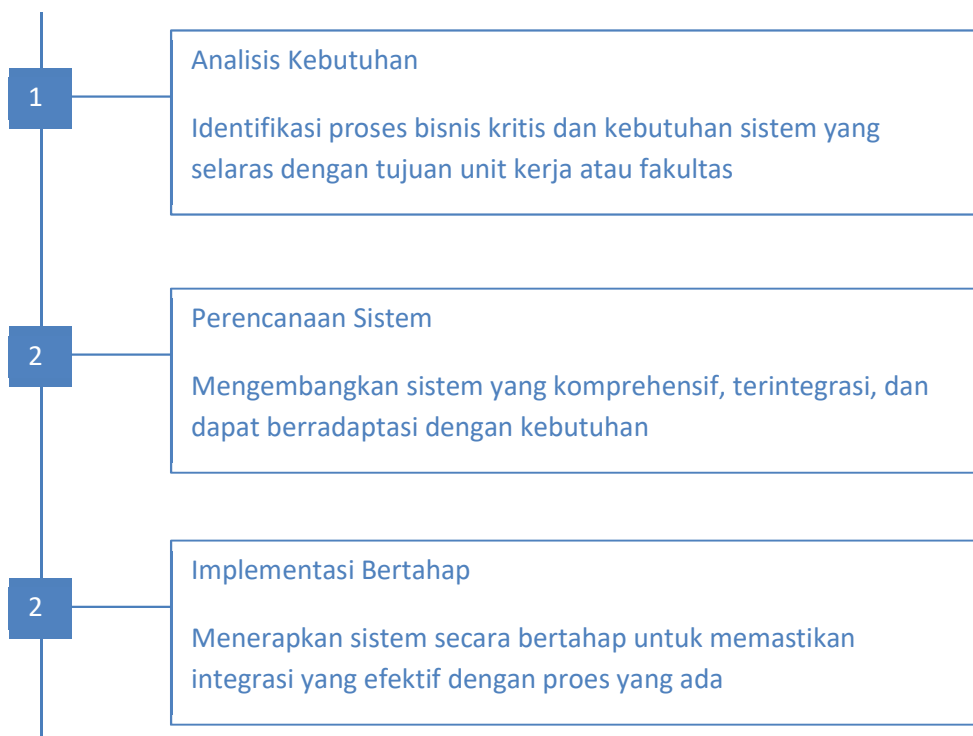 1
Analisis Kebutuhan
Identifikasi proses bisnis kritis dan kebutuhan sistem yang
selaras dengan tujuan unit kerja atau fakultas
2
Perencanaan Sistem
Mengembangkan sistem yang komprehensif, terintegrasi, dan
dapat berradaptasi dengan kebutuhan
2
Implementasi Bertahap
Menerapkan sistem secara bertahap untuk memastikan
integrasi yang efektif dengan proes yang ada